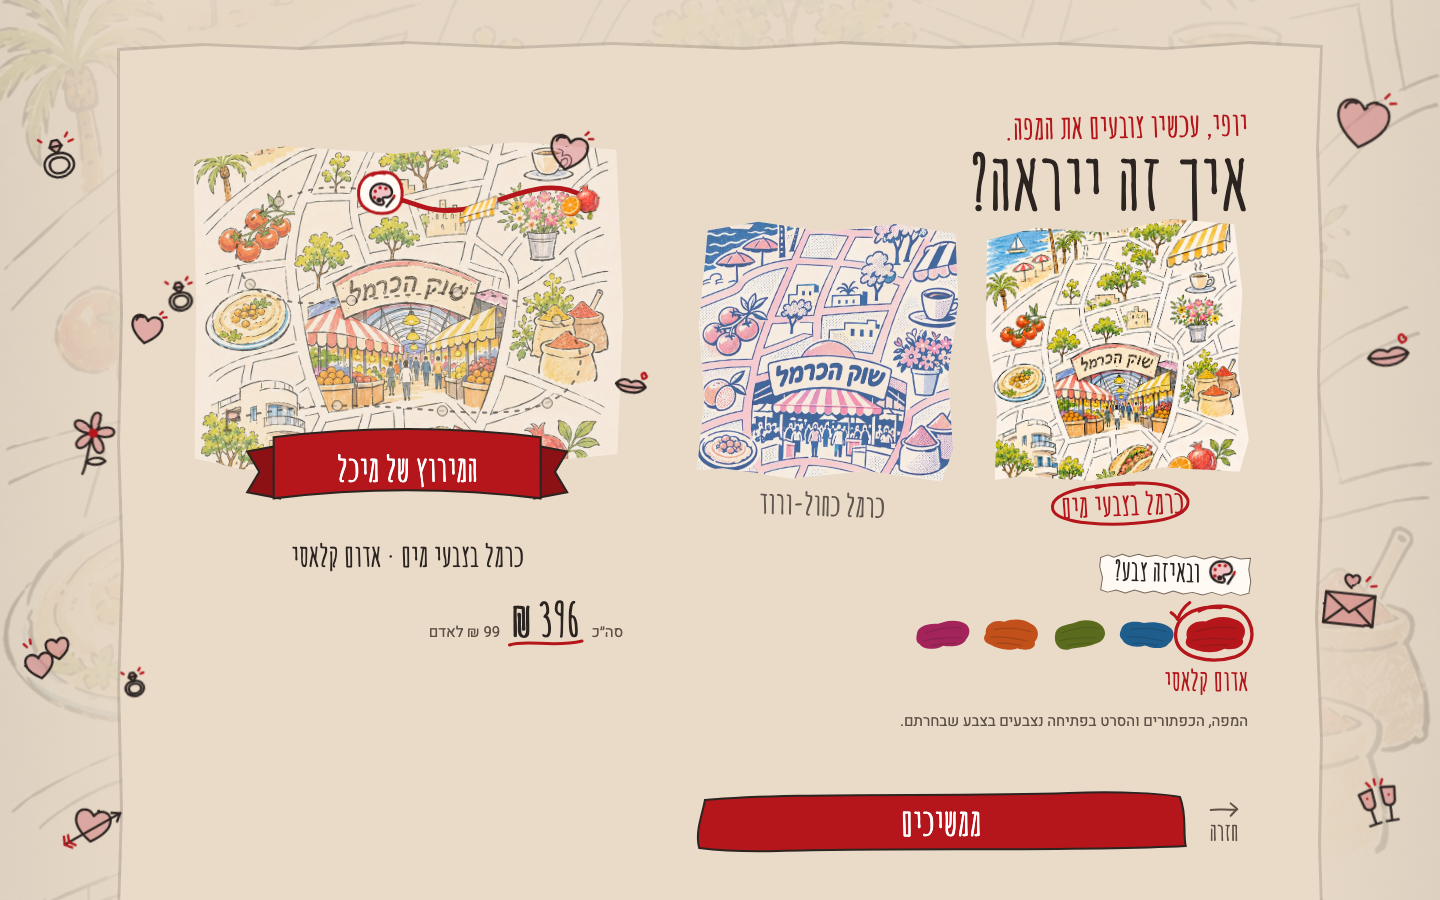 יופי, עכשיו צובעים את המפה.
איך זה ייראה?
שוק הכרמל
שוק הכרמל
כרמל בצבעי מים
כרמל כחול-ורוד
ובאיזה צבע?
אדום קלאסי
המפה, הכפתורים והסרט בפתיחה נצבעים בצבע שבחרתם.
חזרה
ממשיכים
שוק הכרמל
המירוץ של מיכל
כרמל בצבעי מים · אדום קלאסי
סה״כ 396 ₪ 99 ₪ לאדם